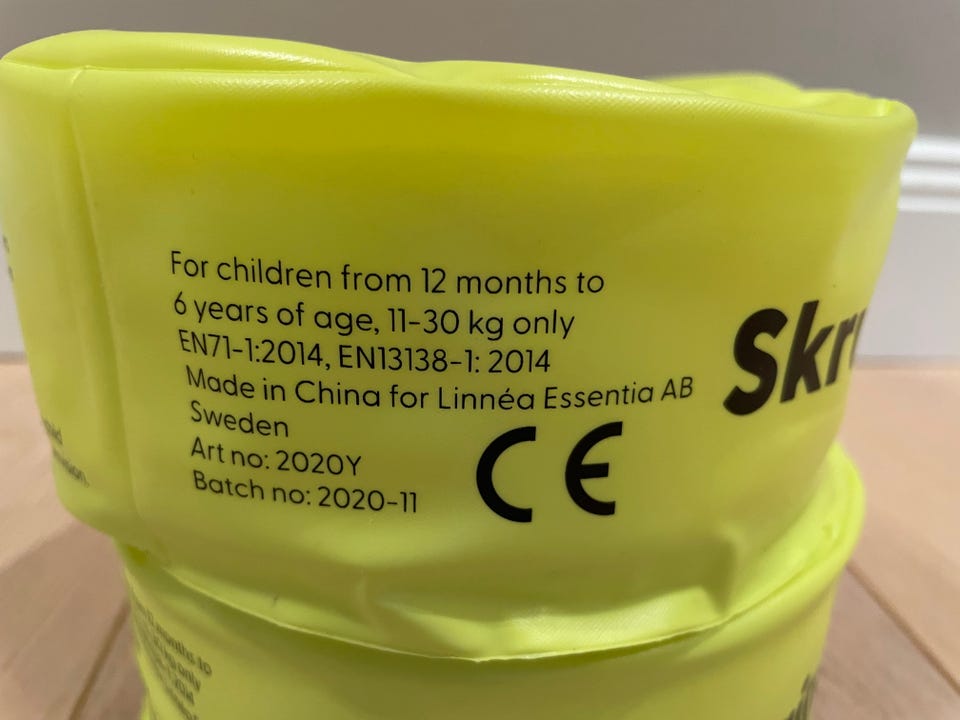 For children from 12 months to
6 years of age, 11-30 kg only
EN71-1:2014, EN13138-1: 2014
Made in China for Linnéa Essentia AB
Sweden
Art no: 2020Y
Batch no: 2020-11
CE